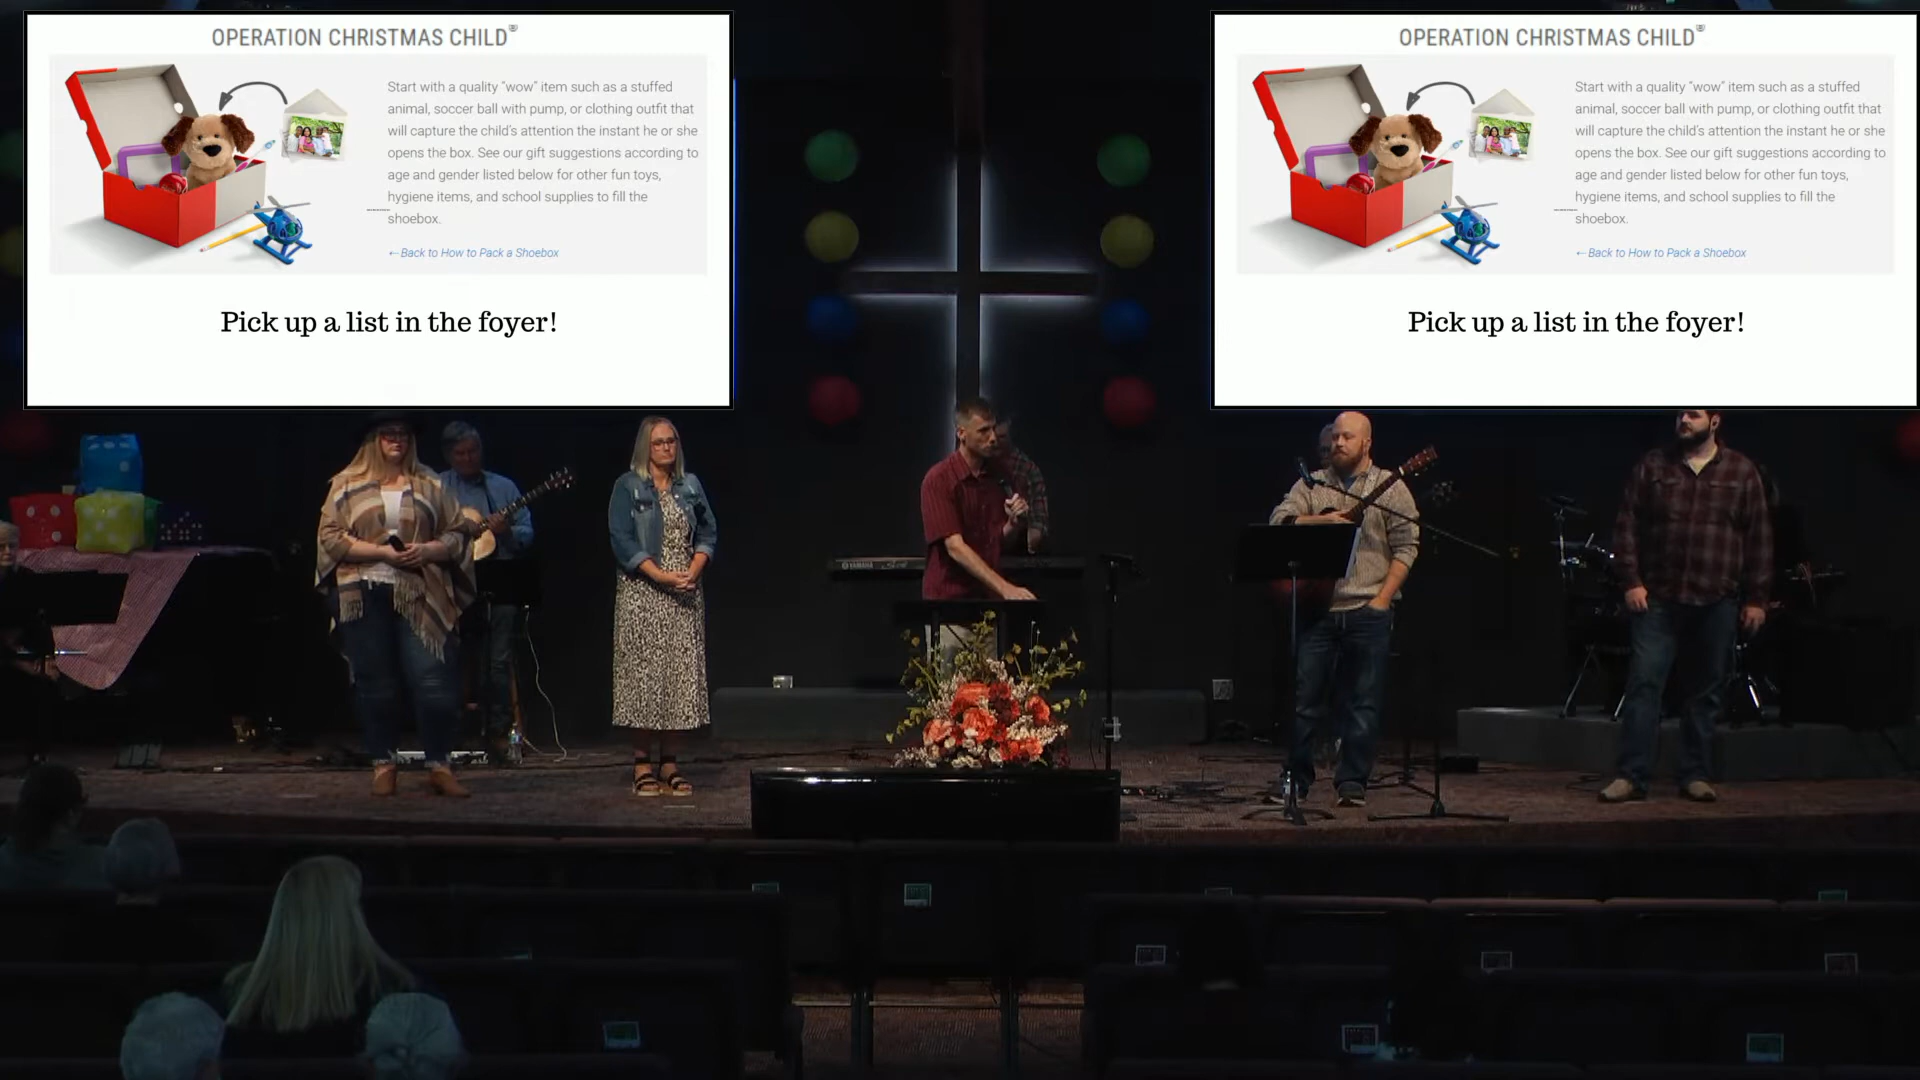 OPERATION CHRISTMAS CHILD®
Start with a quality "wow" item such as a stuffed
animal, soccer ball with pump, or clothing outfit that
will capture the child's attention the instant he or she
opens the box. See our gift suggestions according to
age and gender listed below for other fun toys,
hygiene items, and school supplies to fill the
shoebox.
←Back to How to Pack a Shoebox
Pick up a list in the foyer!
OPERATION CHRISTMAS CHILD®
Start with a quality "wow" item such as a stuffed
animal, soccer ball with pump, or clothing outfit that
will capture the child's attention the instant he or she
opens the box. See our gift suggestions according to
age and gender listed below for other fun toys,
hygiene items, and school supplies to fill the
shoebox.
←Back to How to Pack a Shoebox
Pick up a list in the foyer!
YAMAHA